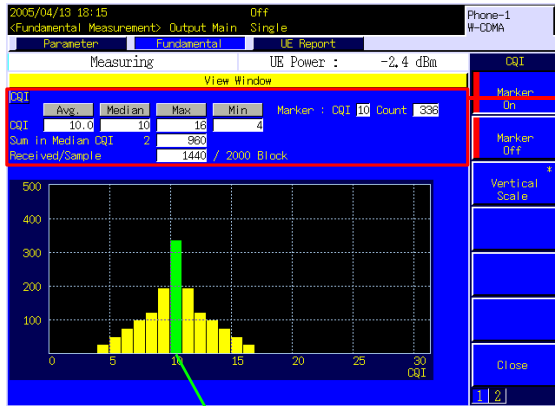 2005/04/13 18:15 Off Phone-1
<Fundamental Measurement> Output Main Single W-CDMA
Parameter Fundamental UE Report
Measuring UE Power : -2.4 dBm CQI
View Window
CQI
Marker On
Avg. Median Max Min Marker : CQI 10 Count 336
CQI 10.0 10 16 4
Sum in Median CQI 2 960
Received/Sample 1440 / 2000 Block
Marker Off
*
Vertical Scale
500
400
300
200
100
0 5 10 15 20 25 30
CQI
Close
1 2